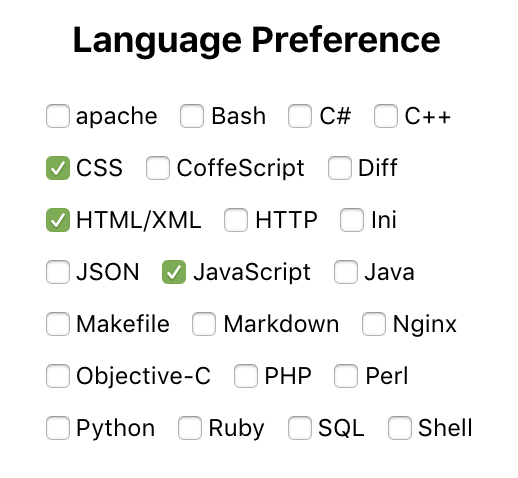 Language Preference
apache Bash C# C++
CSS CoffeScript Diff
HTML/XML HTTP Ini
JSON JavaScript Java
Makefile Markdown Nginx
Objective-C PHP Perl
Python Ruby SQL Shell